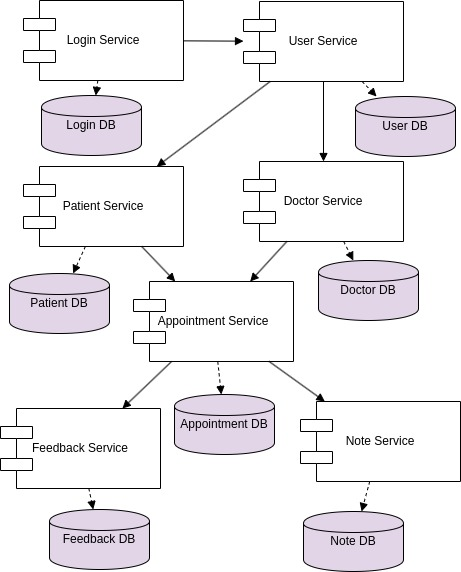 Login Service
User Service
Login DB
User DB
Patient Service
Doctor Service
Patient DB
Doctor DB
Appointment Service
Appointment DB
Feedback Service
Note Service
Feedback DB
Note DB